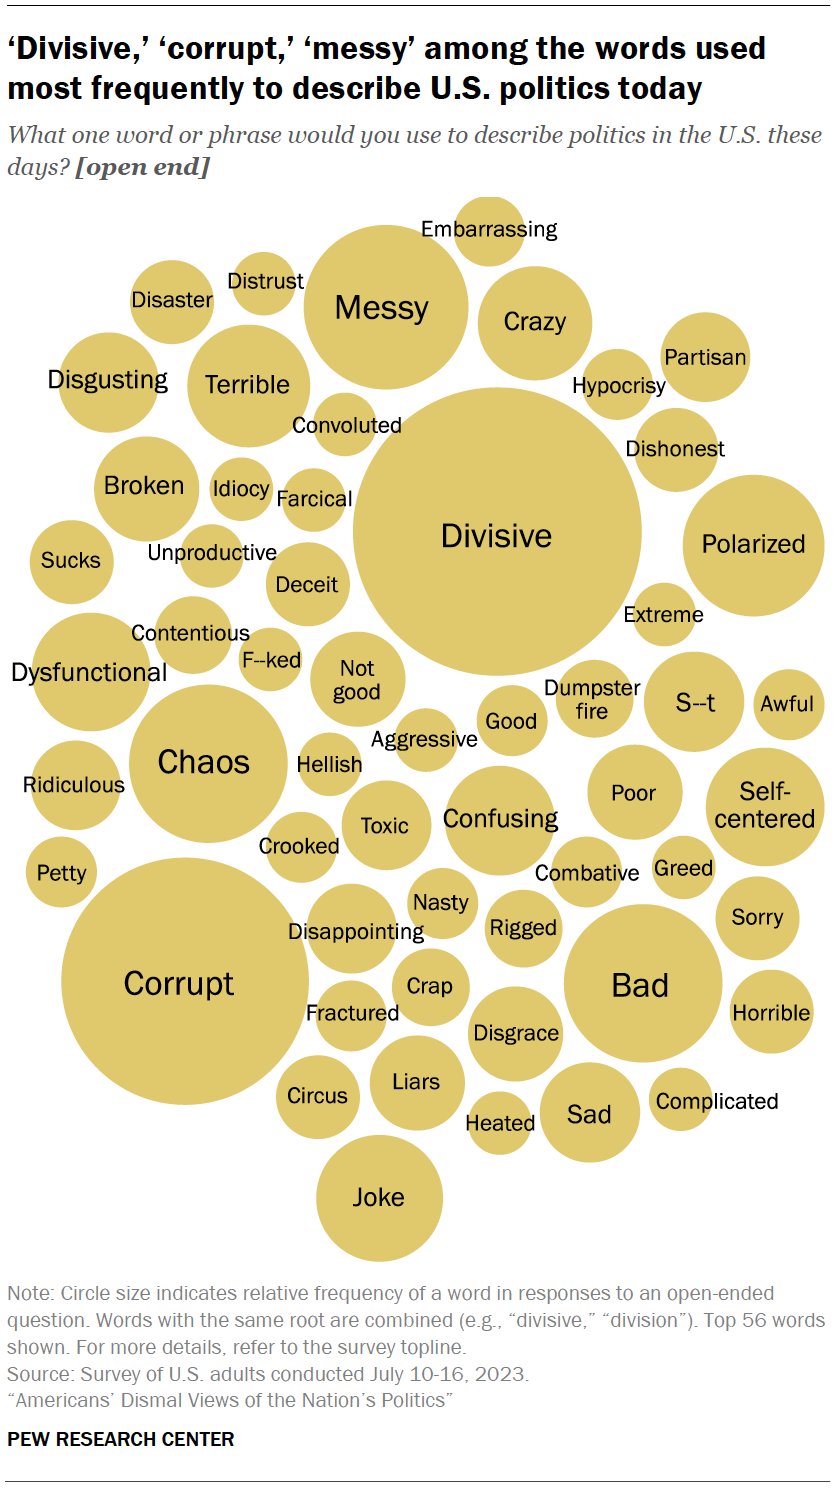 ‘Divisive,’ ‘corrupt,’ ‘messy’ among the words used
most frequently to describe U.S. politics today
What one word or phrase would you use to describe politics in the U.S. these
days? [open end]
Embarrassing
Distrust
Disaster
Messy
Crazy
Partisan
Disgusting
Terrible
Hypocrisy
Convoluted
Dishonest
Broken
Idiocy
Farcical
Divisive
Polarized
Unproductive
Sucks
Deceit
Extreme
Contentious
F--ked
Dysfunctional
Not
good
Dumpster
fire
S--t
Awful
Good
Aggressive
Chaos
Hellish
Ridiculous
Poor
Self-
centered
Toxic
Confusing
Crooked
Petty
Combative
Greed
Nasty
Disappointing
Rigged
Sorry
Corrupt
Crap
Bad
Fractured
Horrible
Disgrace
Circus
Liars
Heated
Sad
Complicated
Joke
Note: Circle size indicates relative frequency of a word in responses to an open-ended
question. Words with the same root are combined (e.g., “divisive,” “division”). Top 56 words
shown. For more details, refer to the survey topline.
Source: Survey of U.S. adults conducted July 10-16, 2023.
“Americans’ Dismal Views of the Nation’s Politics”
PEW RESEARCH CENTER